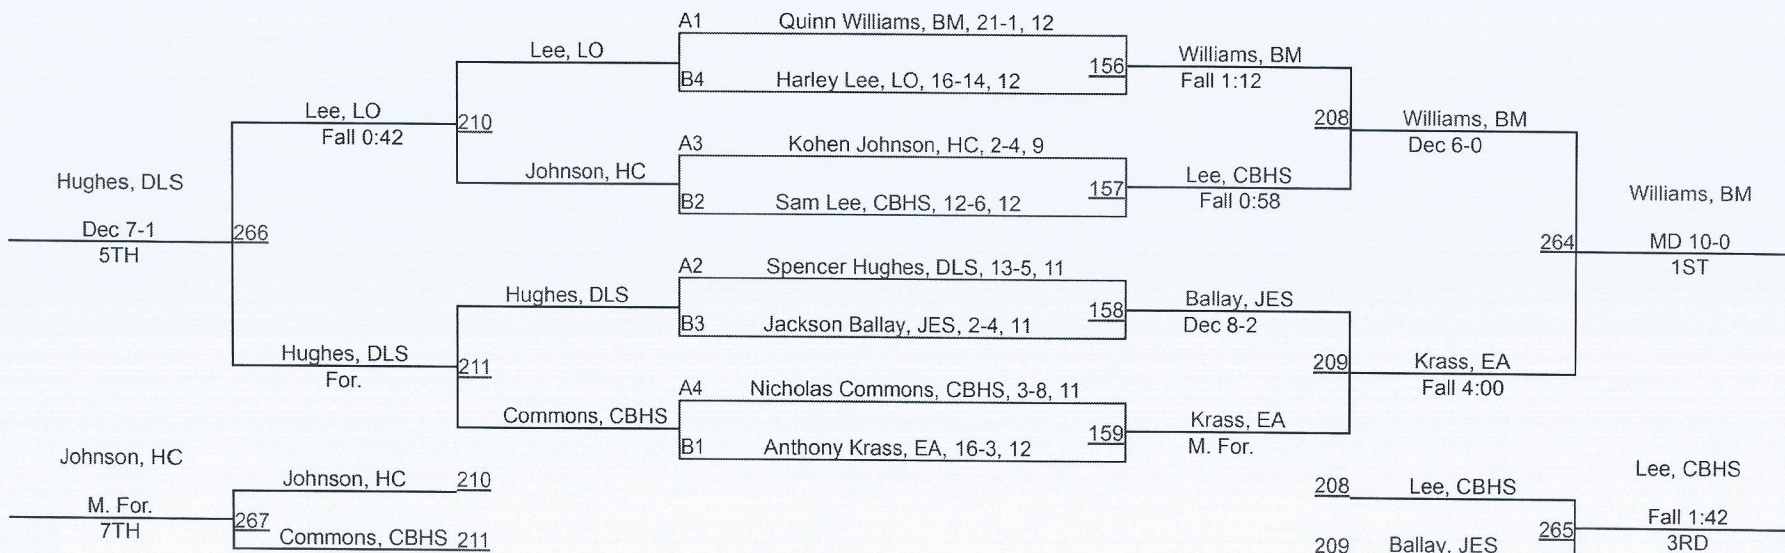 A1 Quinn Williams, BM, 21-1, 12
Lee, LO
156 Williams, BM
B4 Harley Lee, LO, 16-14, 12
Fall 1:12
Lee, LO
210
Fall 0:42
208 Williams, BM
Dec 6-0
A3 Kohen Johnson, HC, 2-4, 9
Johnson, HC
157 Lee, CBHS
B2 Sam Lee, CBHS, 12-6, 12
Fall 0:58
Hughes, DLS
Dec 7-1
5TH
266
Williams, BM
264 MD 10-0
1ST
A2 Spencer Hughes, DLS, 13-5, 11
Hughes, DLS
158 Ballay, JES
B3 Jackson Ballay, JES, 2-4, 11
Dec 8-2
Hughes, DLS
For.
211
209 Krass, EA
Fall 4:00
A4 Nicholas Commons, CBHS, 3-8, 11
Commons, CBHS
159 Krass, EA
B1 Anthony Krass, EA, 16-3, 12
M. For.
Johnson, HC
M. For.
7TH
Johnson, HC 210
267
Commons, CBHS 211
208 Lee, CBHS
Lee, CBHS
265 Fall 1:42
3RD
209 Ballay, JES